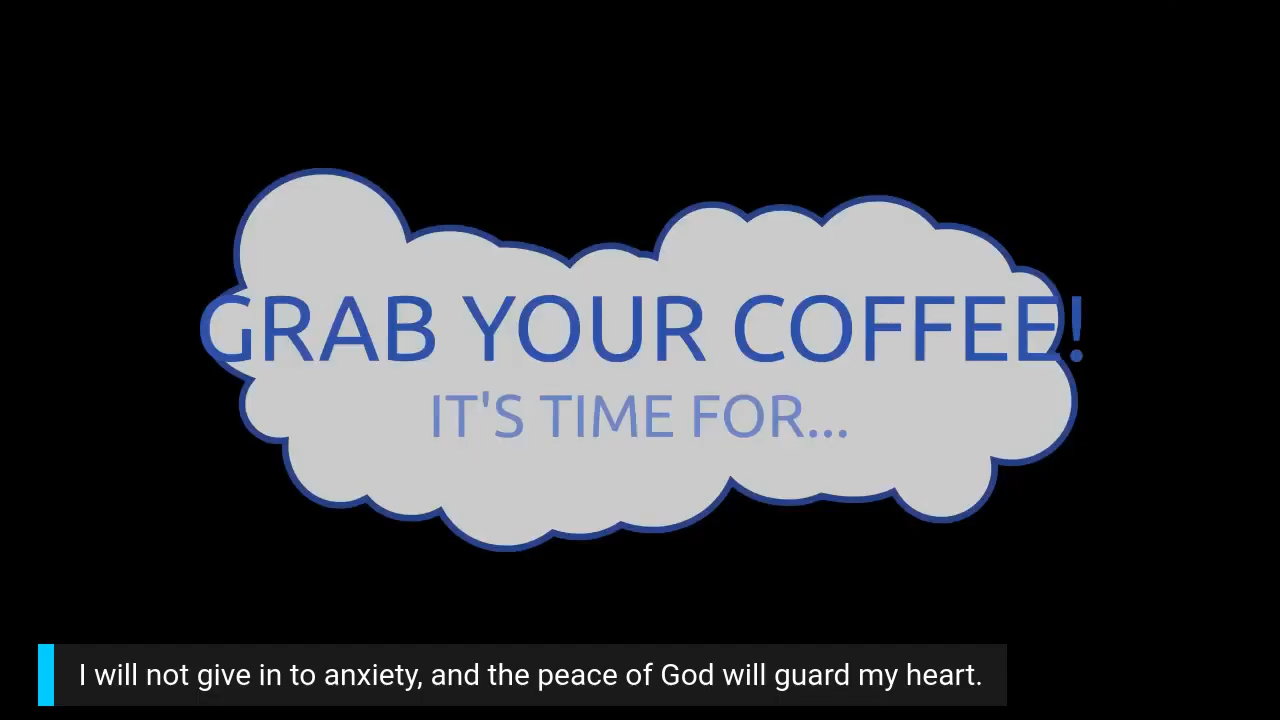 GRAB YOUR COFFEE!
IT'S TIME FOR...
I will not give in to anxiety, and the peace of God will guard my heart.